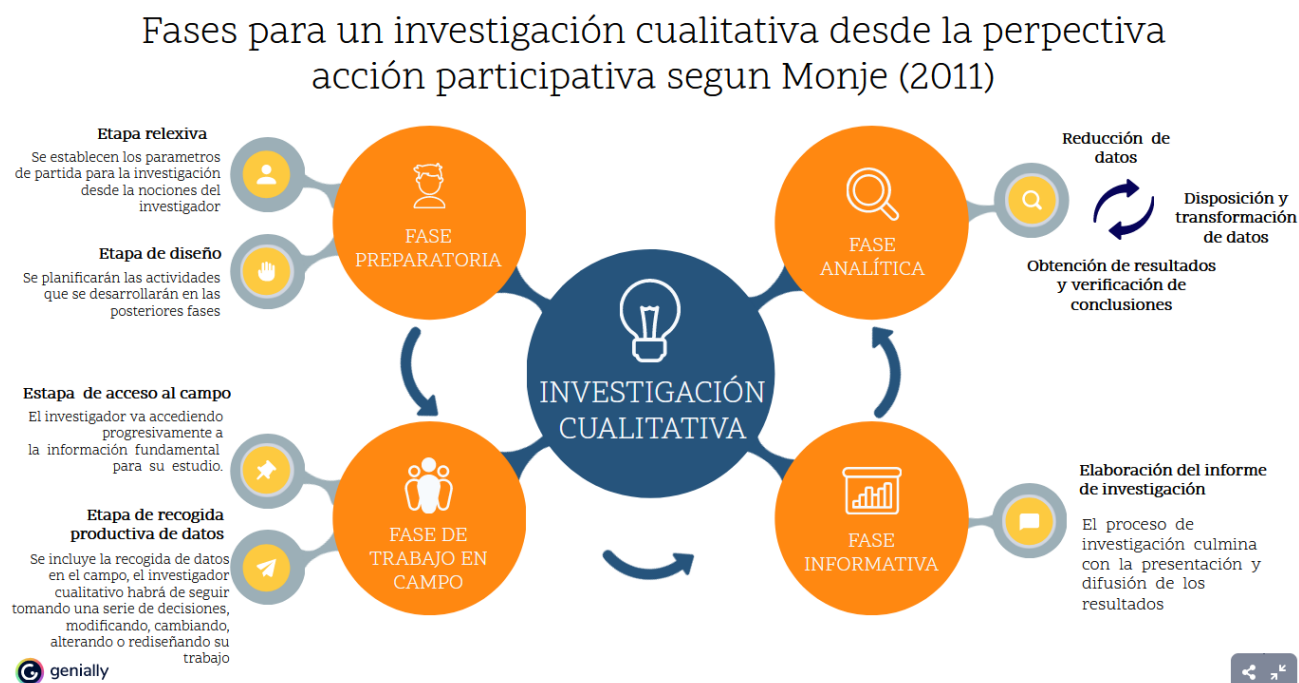 Fases para un investigación cualitativa desde la perpectiva
acción participativa segun Monje (2011)
Etapa relexiva
Se establecen los parametros
de partida para la investigación
desde la nociones del
investigador
Etapa de diseño
Se planificarán las actividades
que se desarrollarán en las
posteriores fases
FASE
PREPARATORIA
Estapa de acceso al campo
El investigador va accediendo
progresivamente a
la información fundamental
para su estudio.
Etapa de recogida
productiva de datos
Se incluye la recogida de datos
en el campo, el investigador
cualitativo habrá de seguir
tomando una serie de decisiones,
modificando, cambiando,
alterando o rediseñando su
trabajo
FASE DE
TRABAJO EN
CAMPO
INVESTIGACIÓN
CUALITATIVA
FASE
ANALÍTICA
Reducción de
datos
Disposición y
transformación
de datos
Obtención de resultados
y verificación de
conclusiones
FASE
INFORMATIVA
Elaboración del informe
de investigación
El proceso de
investigación culmina
con la presentación y
difusión de los
resultados
genially